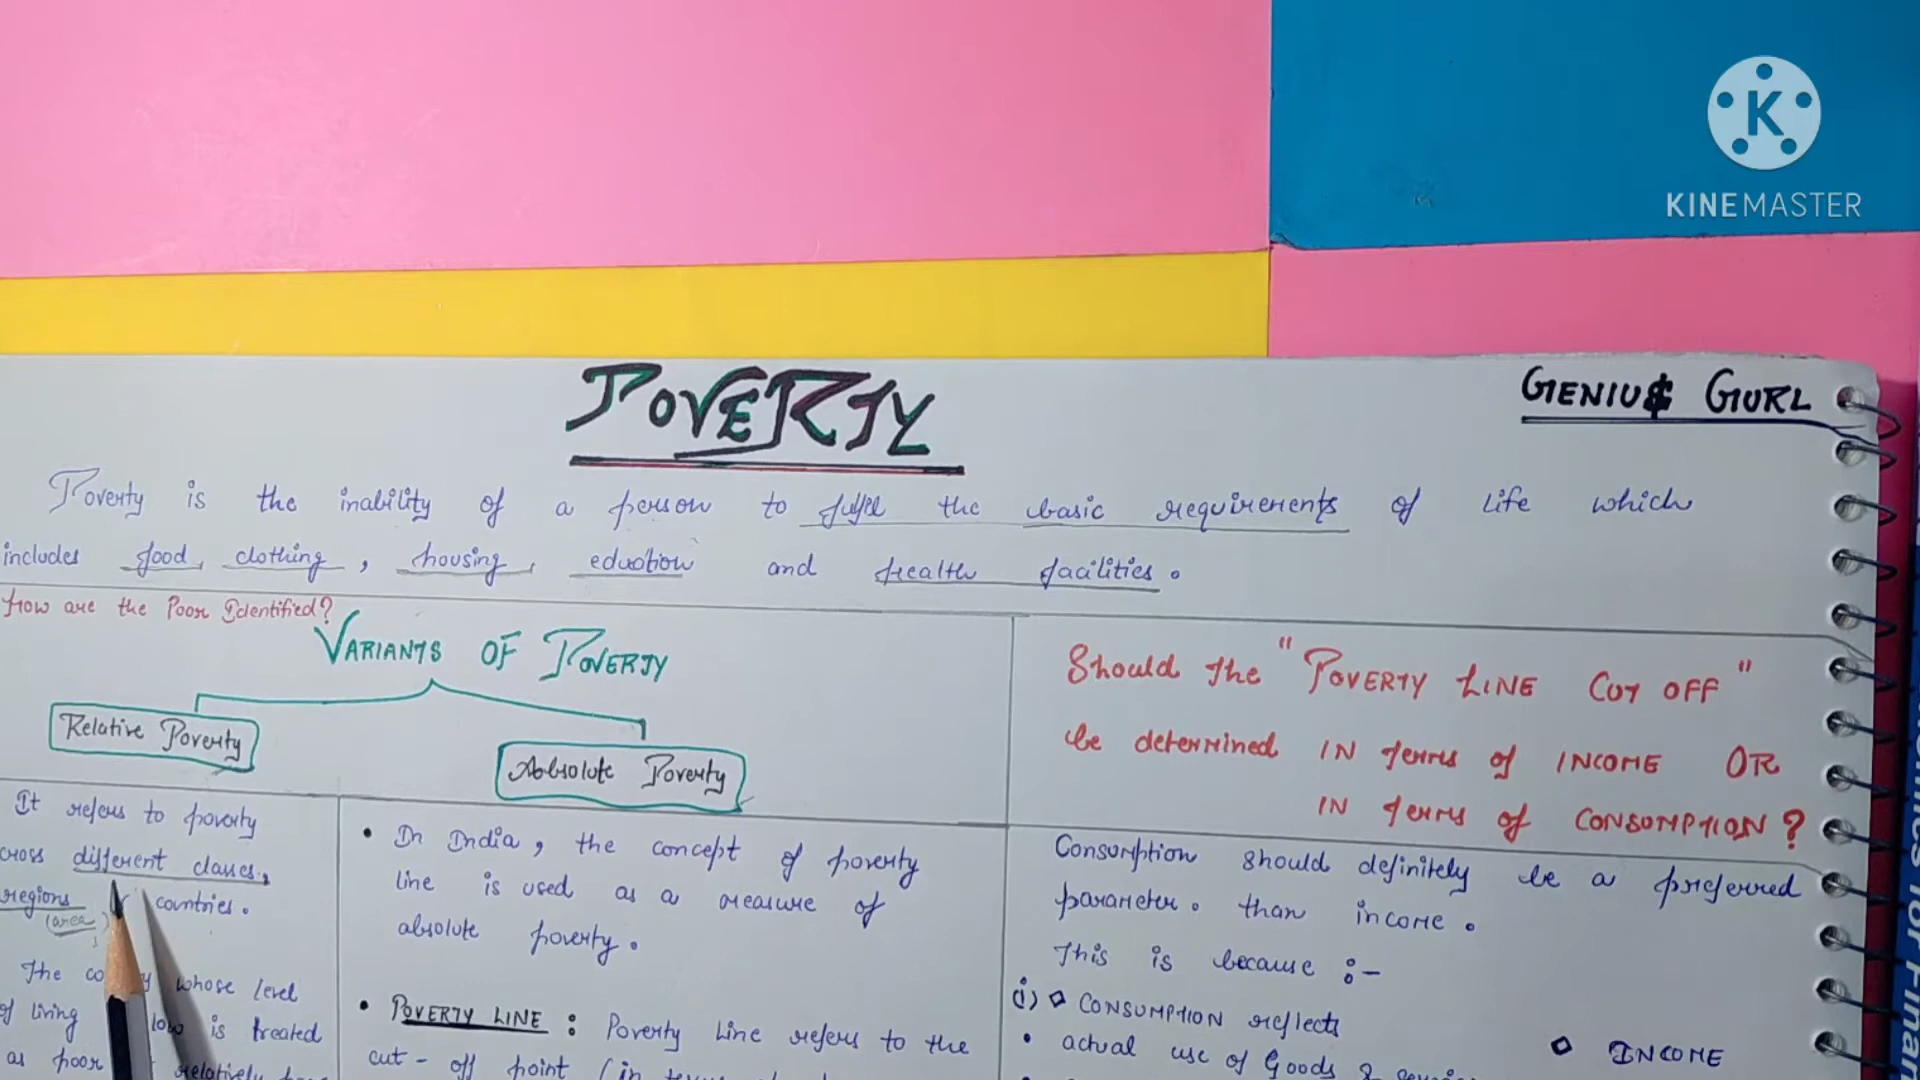 K
KINEMASTER
POVERTY
GENIU$ GURL
Poverty is the inability of a person to fulfil the basic requirements of life which
includes food, clothing, housing, education and health facilities.
How are the Poor Identified?
VARIANTS OF POVERTY
Relative Poverty
Absolute Poverty
It refers to poverty
cross different classes,
regions countries.
(area)
The whose level
of living low is treated
as poor relatively
• In India, the concept of poverty
line is used as a measure of
absolute poverty.
• POVERTY LINE : Poverty Line refers to the
cut-off point (in terms
Should the "POVERTY LINE CUT OFF"
be determined IN terms of INCOME OR
IN terms of CONSUMPTION?
Consumption should definitely be a preferred
parameter. than income.
This is because :-
(i) CONSUMPTION reflects
• actual use of Goods &
INCOME